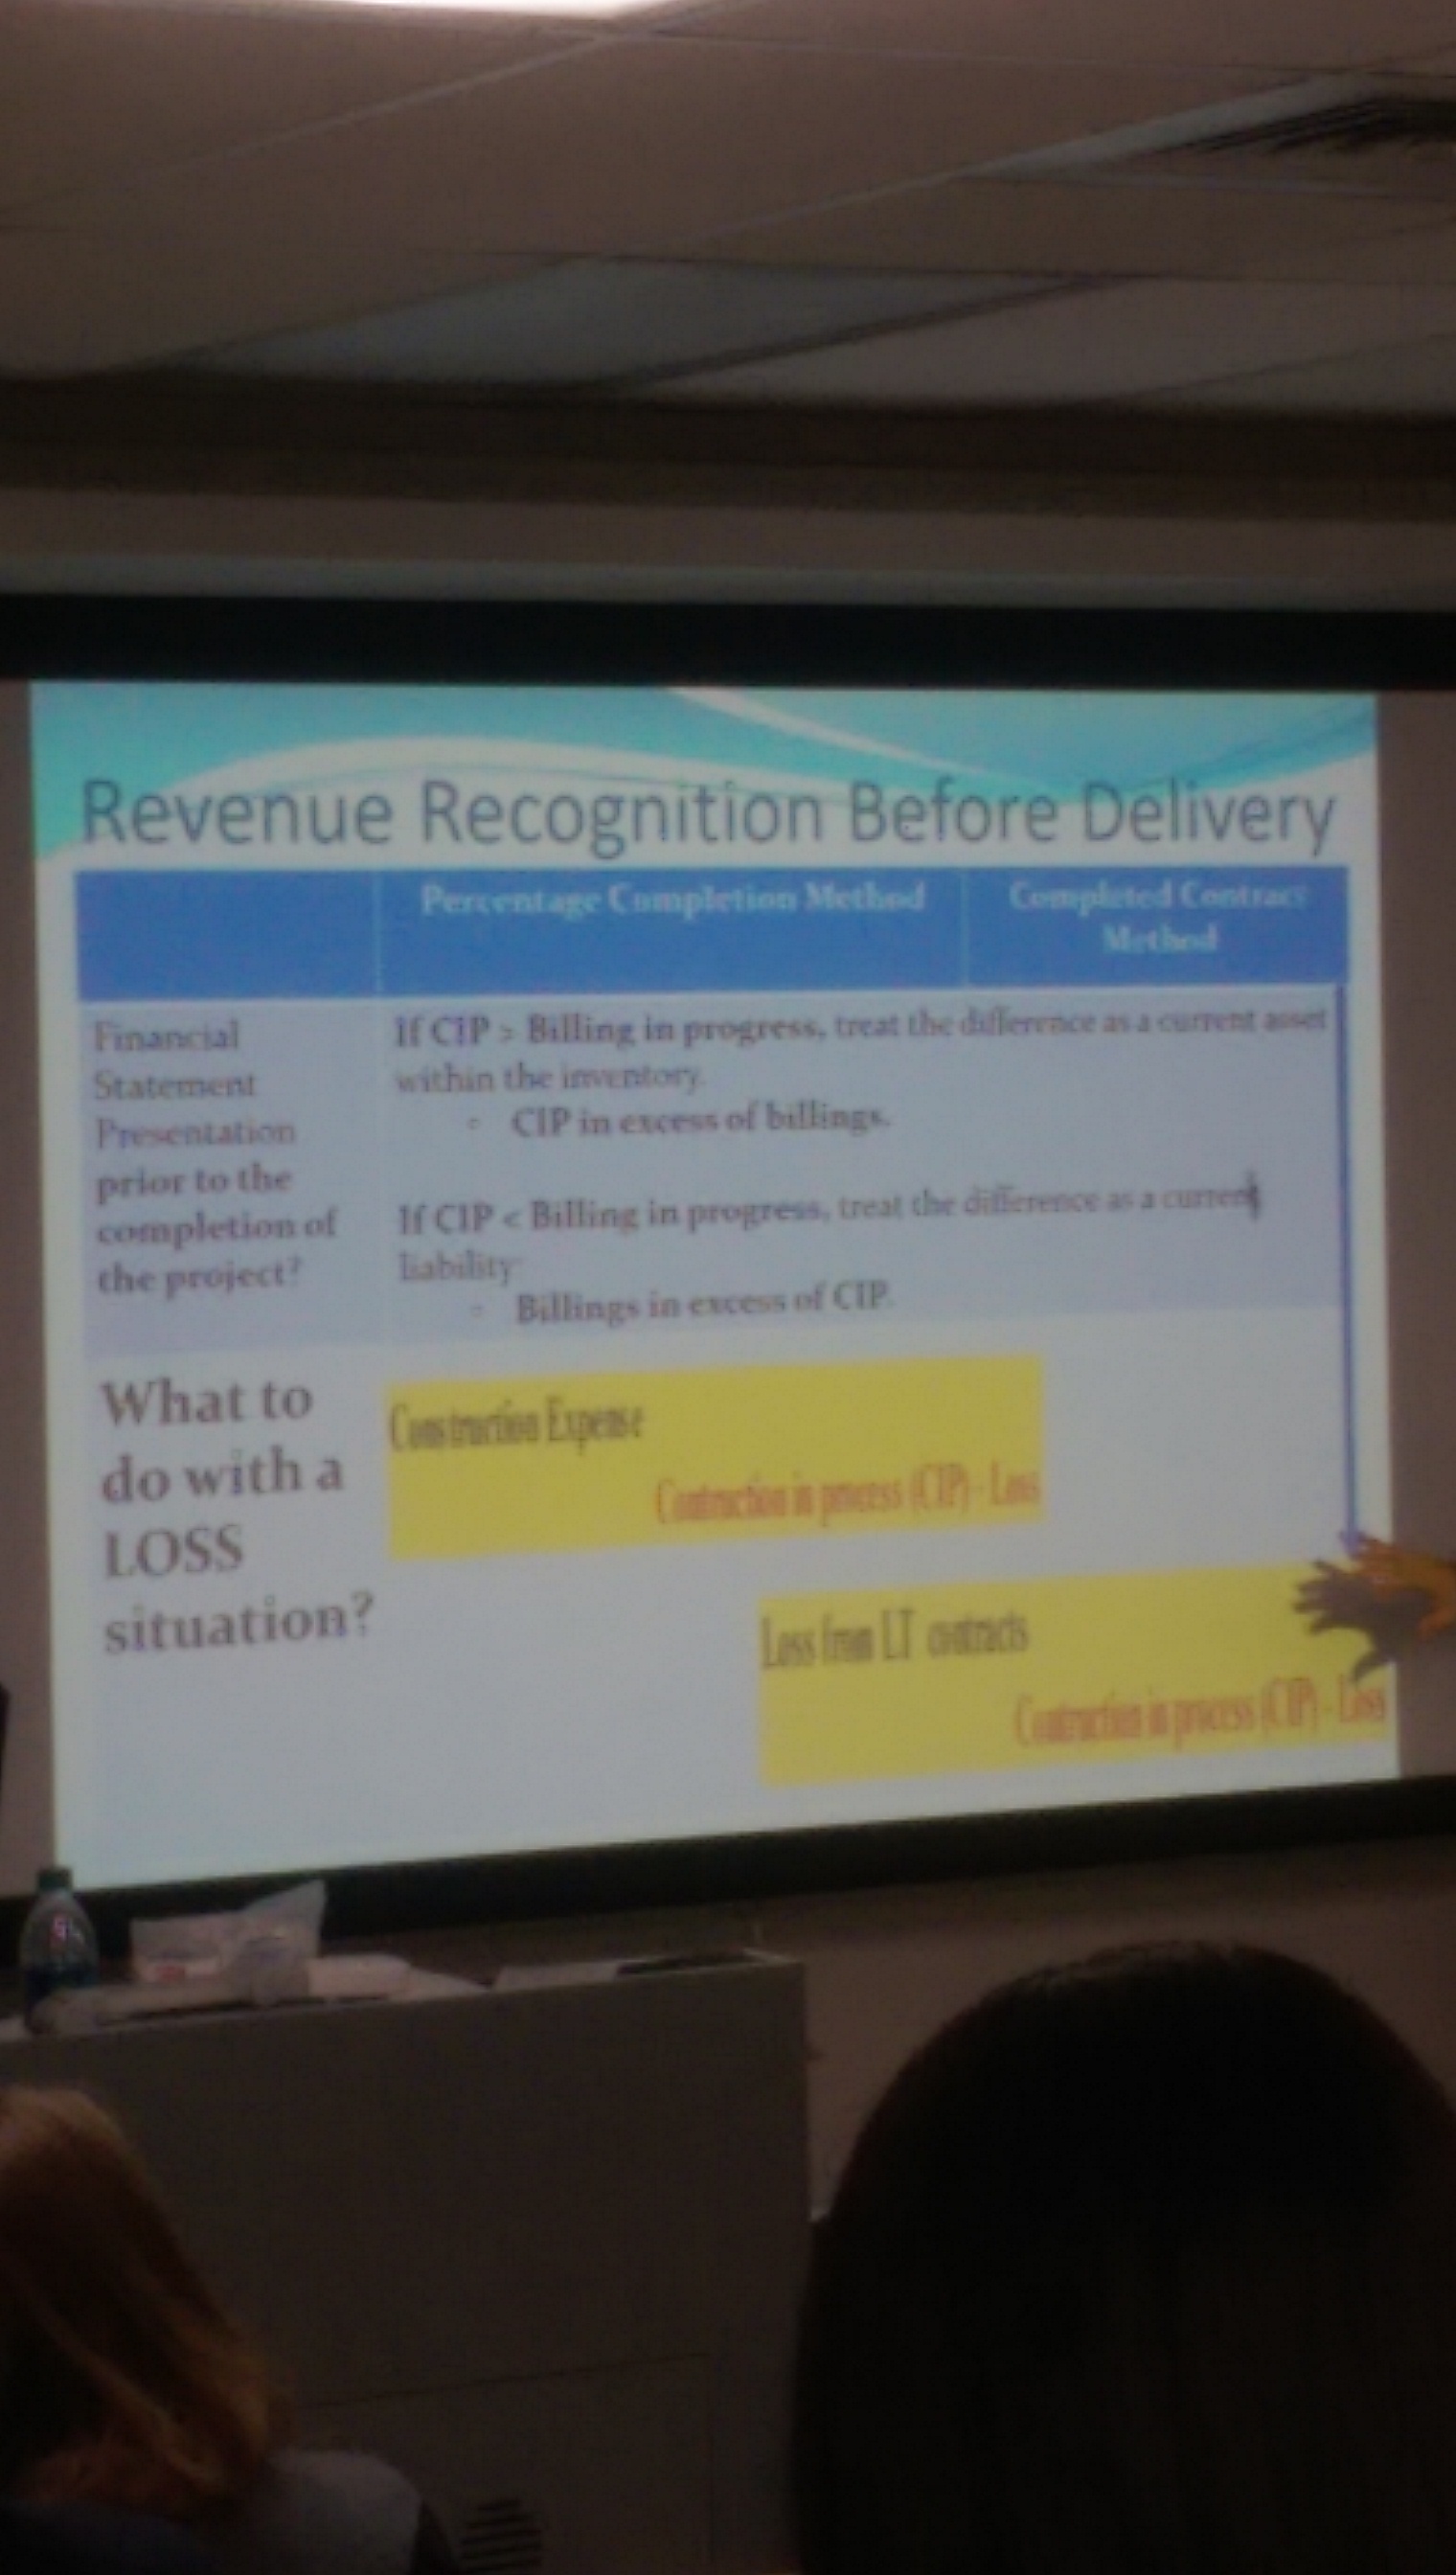 Revenue Recognition Before Delivery
Percentage Completion Method
Completed Contract
Method
Financial
Statement
Presentation
prior to the
completion of
the project?
If CIP > Billing in progress, treat the difference as a current asset
within the inventory.
◦ CIP in excess of billings.
If CIP < Billing in progress, treat the difference as a current
liability
◦ Billings in excess of CIP.
What to
do with a
LOSS
situation?
Construction Expense
Contruction in process (CIP) - Loss
Loss from LT contracts
Contruction in process (CIP) - Loss